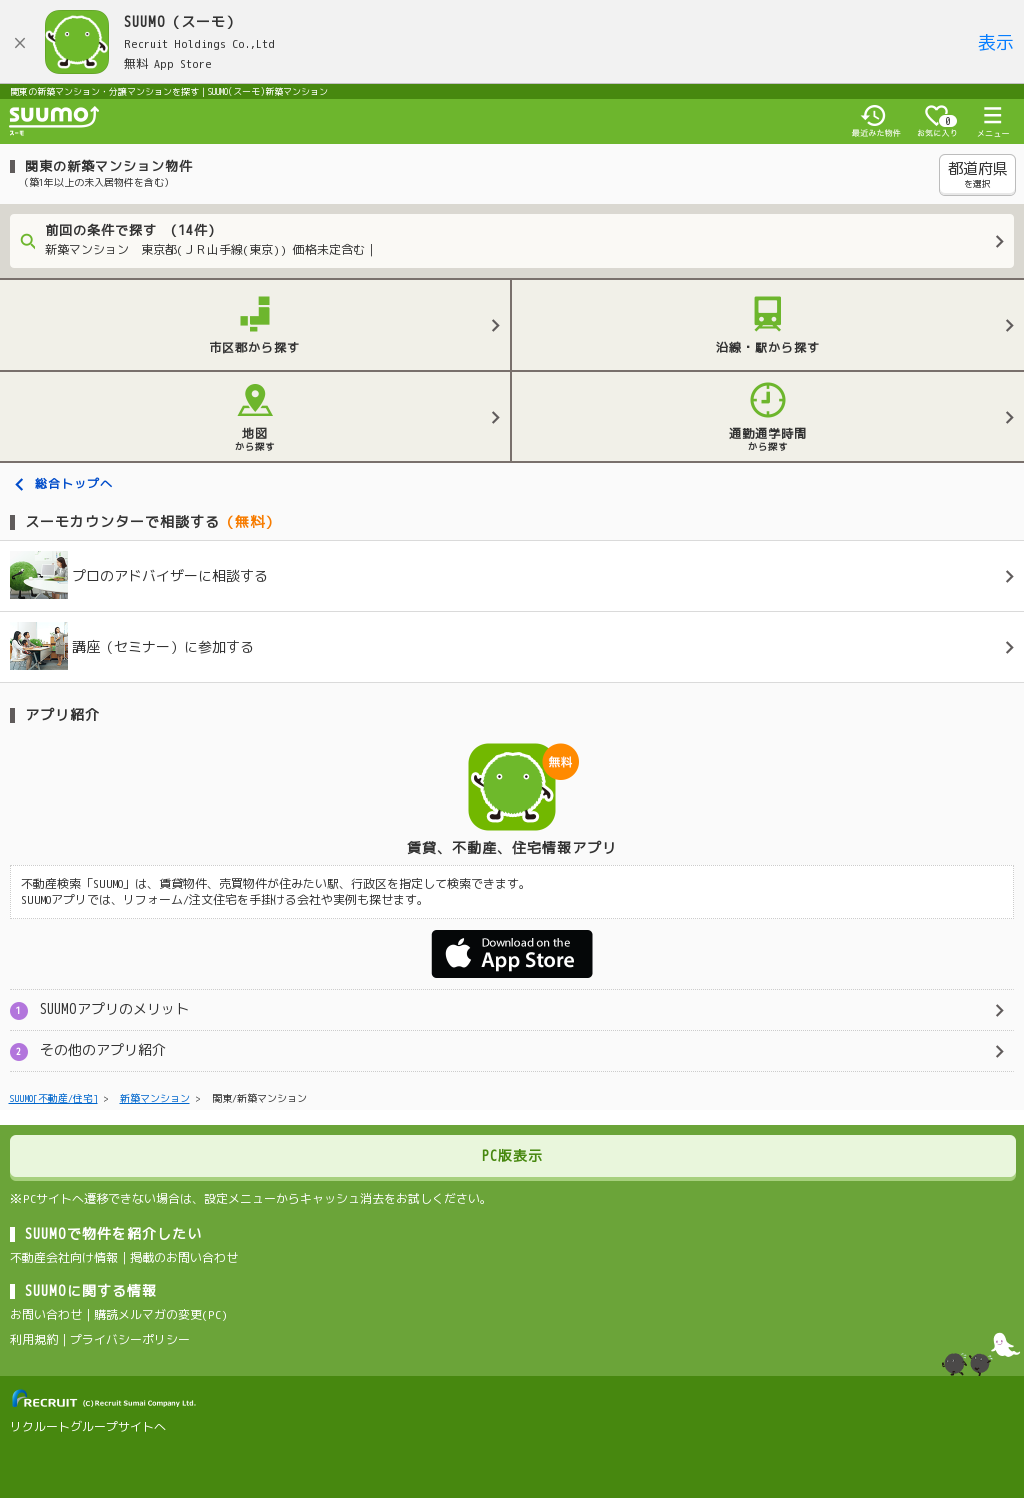 SUUMO（スーモ）
Recruit Holdings Co.,Ltd
無料 App Store
表示
関東の新築マンション・分譲マンションを探す｜SUUMO(スーモ)新築マンション
suumo
スーモ
最近みた物件
0
お気に入り
メニュー
関東の新築マンション物件
（築1年以上の未入居物件を含む）
都道府県
を選択
前回の条件で探す （14件）
新築マンション　東京都(ＪＲ山手線(東京)) 価格未定含む｜
市区郡から探す
沿線・駅から探す
地図
から探す
通勤通学時間
から探す
総合トップへ
スーモカウンターで相談する（無料）
プロのアドバイザーに相談する
講座（セミナー）に参加する
アプリ紹介
無料
賃貸、不動産、住宅情報アプリ
不動産検索「SUUMO」は、賃貸物件、売買物件が住みたい駅、行政区を指定して検索できます。
SUUMOアプリでは、リフォーム/注文住宅を手掛ける会社や実例も探せます。
Download on the
App Store
1 SUUMOアプリのメリット
2 その他のアプリ紹介
SUUMO[不動産/住宅] > 新築マンション > 関東/新築マンション
PC版表示
※PCサイトへ遷移できない場合は、設定メニューからキャッシュ消去をお試しください。
SUUMOで物件を紹介したい
不動産会社向け情報｜掲載のお問い合わせ
SUUMOに関する情報
お問い合わせ｜購読メルマガの変更(PC)
利用規約｜プライバシーポリシー
RECRUIT (C)Recruit Sumai Company Ltd.
リクルートグループサイトへ